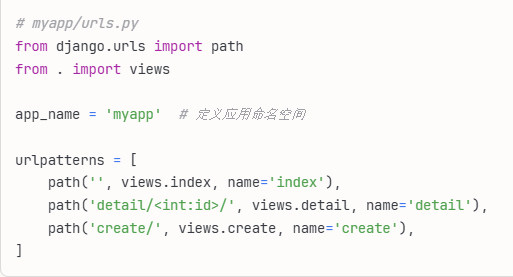 # myapp/urls.py
from django.urls import path
from . import views

app_name = 'myapp'  # 定义应用命名空间

urlpatterns = [
    path('', views.index, name='index'),
    path('detail/<int:id>/', views.detail, name='detail'),
    path('create/', views.create, name='create'),
]